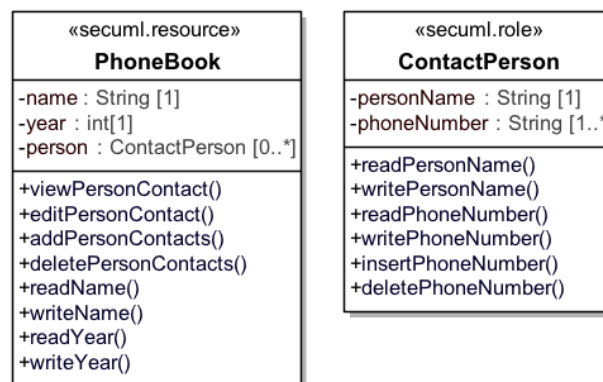 «secuml.resource»
PhoneBook
-name : String [1]
-year : int[1]
-person : ContactPerson [0..*]
+viewPersonContact()
+editPersonContact()
+addPersonContacts()
+deletePersonContacts()
+readName()
+writeName()
+readYear()
+writeYear()
«secuml.role»
ContactPerson
-personName : String [1]
-phoneNumber : String [1..*
+readPersonName()
+writePersonName()
+readPhoneNumber()
+writePhoneNumber()
+insertPhoneNumber()
+deletePhoneNumber()